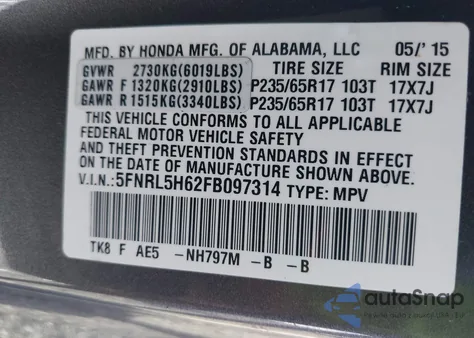 MFD. BY HONDA MFG. OF ALABAMA, LLC 05/'15
GVWR 2730KG(6019LBS) TIRE SIZE RIM SIZE
GAWR F 1320KG(2910LBS) P235/65R17 103T 17X7J
GAWR R 1515KG(3340LBS) P235/65R17 103T 17X7J
THIS VEHICLE CONFORMS TO ALL APPLICABLE
FEDERAL MOTOR VEHICLE SAFETY
AND THEFT PREVENTION STANDARDS IN EFFECT
ON THE DATE OF MANUFACTURE SHOWN ABOVE.
V.I.N.:5FNRL5H62FB097314 TYPE: MPV
TK8 F AE5 -NH797M -B -B
autoSnap